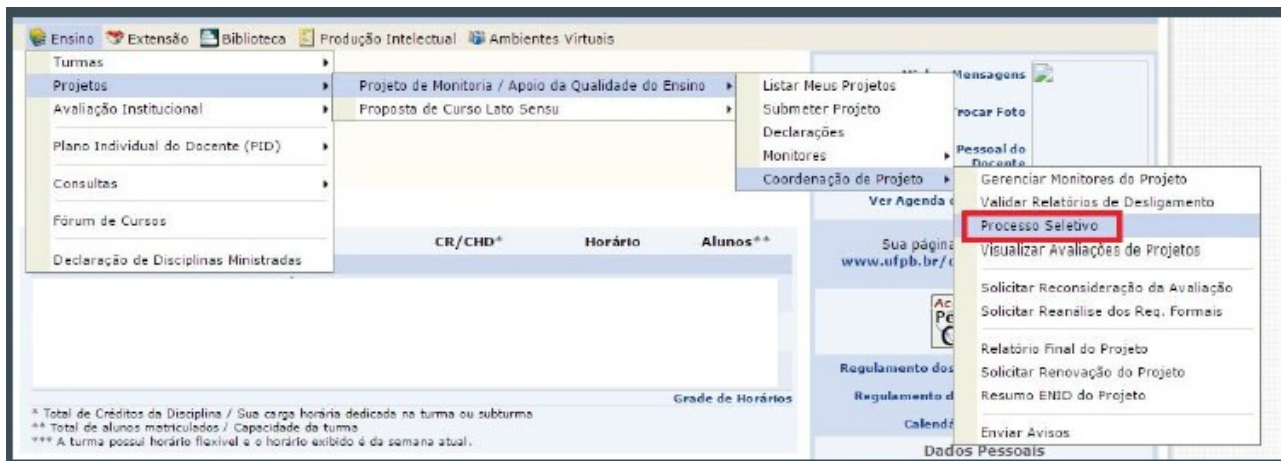 Ensino Extensão Biblioteca Produção Intelectual Ambientes Virtuais
Turmas
Projetos
Avaliação Institucional
Plano Individual do Docente (PID)
Consultas
Fórum de Cursos
Declaração de Disciplinas Ministradas
Projeto de Monitoria / Apoio da Qualidade do Ensino
Proposta de Curso Lato Sensu
Listar Meus Projetos
Submeter Projeto
Declarações
Monitores
Coordenação de Projeto
Gerenciar Monitores do Projeto
Validar Relatórios de Desligamento
Processo Seletivo
Visualizar Avaliações de Projetos
Solicitar Reconsideração da Avaliação
Solicitar Reanálise dos Req. Formais
Relatório Final do Projeto
Solicitar Renovação do Projeto
Resumo ENID do Projeto
Enviar Avisos
Mensagens
Foto
Pessoal do
Docente
Ver Agenda
Sua página
www.ufpb.br/
CR/CHD* Horário Alunos**
Grade de Horários
Regulamento dos
Regulamento d
Calend
Dados Pessoais
* Total de Créditos da Disciplina / Sua carga horária dedicada na turma ou subturma
** Total de alunos matriculados / Capacidade da turma
*** A turma possui horário flexível e o horário exibido é da semana atual.